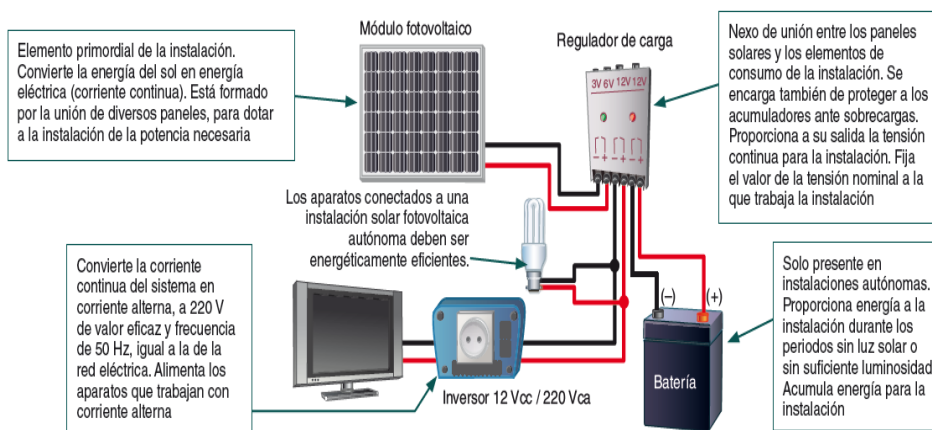 Módulo fotovoltaico
Elemento primordial de la instalación.
Convierte la energía del sol en energía
eléctrica (corriente continua). Está formado
por la unión de diversos paneles, para dotar
a la instalación de la potencia necesaria
Regulador de carga
3V 6V 12V 12V
– + – + – +
Nexo de unión entre los paneles
solares y los elementos de
consumo de la instalación. Se
encarga también de proteger a los
acumuladores ante sobrecargas.
Proporciona a su salida la tensión
continua para la instalación. Fija
el valor de la tensión nominal a la
que trabaja la instalación
Los aparatos conectados a una
instalación solar fotovoltaica
autónoma deben ser
energéticamente eficientes.
Convierte la corriente
continua del sistema en
corriente alterna, a 220 V
de valor eficaz y frecuencia
de 50 Hz, igual a la de la
red eléctrica. Alimenta los
aparatos que trabajan con
corriente alterna
Inversor 12 Vcc / 220 Vca
(–) (+)
Batería
Solo presente en
instalaciones autónomas.
Proporciona energía a la
instalación durante los
periodos sin luz solar o
sin suficiente luminosidad
Acumula energía para la
instalación